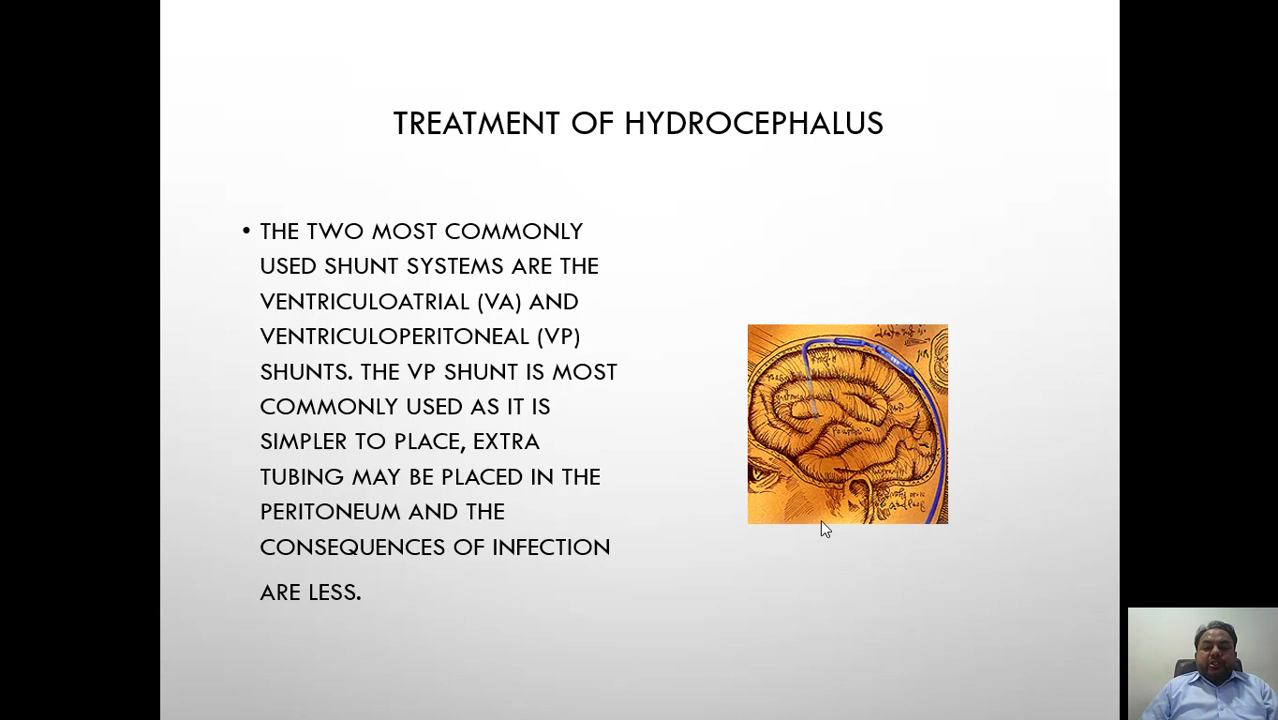 TREATMENT OF HYDROCEPHALUS
• THE TWO MOST COMMONLY
USED SHUNT SYSTEMS ARE THE
VENTRICULOATRIAL (VA) AND
VENTRICULOPERITONEAL (VP)
SHUNTS. THE VP SHUNT IS MOST
COMMONLY USED AS IT IS
SIMPLER TO PLACE, EXTRA
TUBING MAY BE PLACED IN THE
PERITONEUM AND THE
CONSEQUENCES OF INFECTION
ARE LESS.